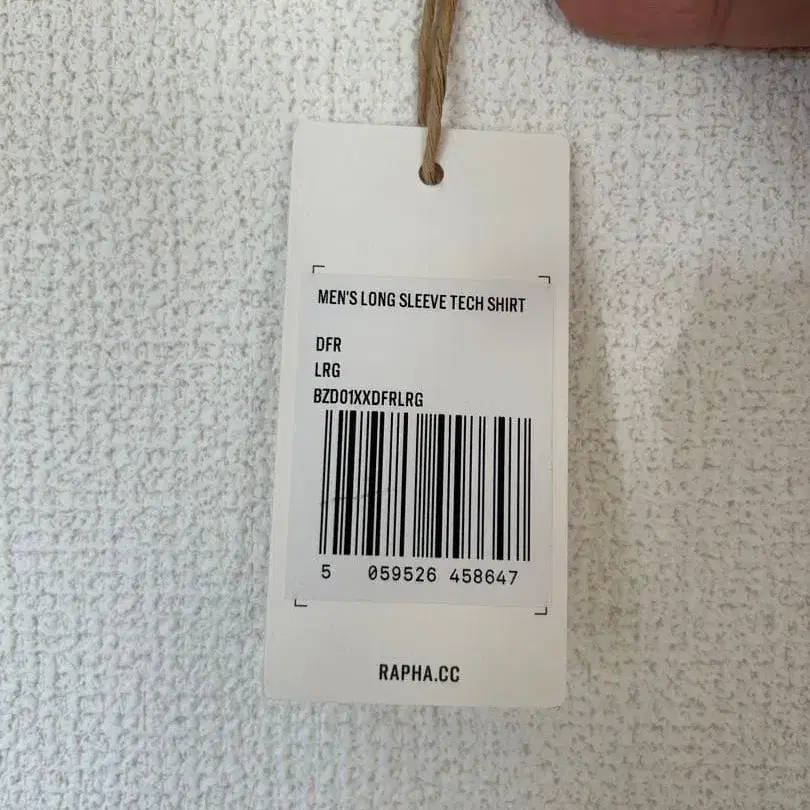 MEN'S LONG SLEEVE TECH SHIRT
DFR
LRG
BZD01XXDFRLRG
5 059526 458647
RAPHA.CC